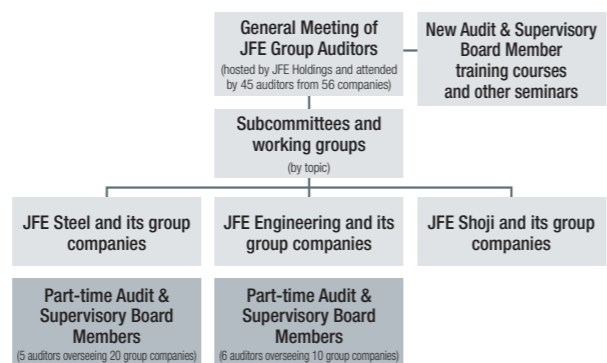 General Meeting of
JFE Group Auditors
(hosted by JFE Holdings and attended
by 45 auditors from 56 companies)
New Audit & Supervisory
Board Member
training courses
and other seminars
Subcommittees and
working groups
(by topic)
JFE Steel and its group
companies
JFE Engineering and its
group companies
JFE Shoji and its group
companies
Part-time Audit &
Supervisory Board
Members
(5 auditors overseeing 20 group companies)
Part-time Audit &
Supervisory Board
Members
(6 auditors overseeing 10 group companies)